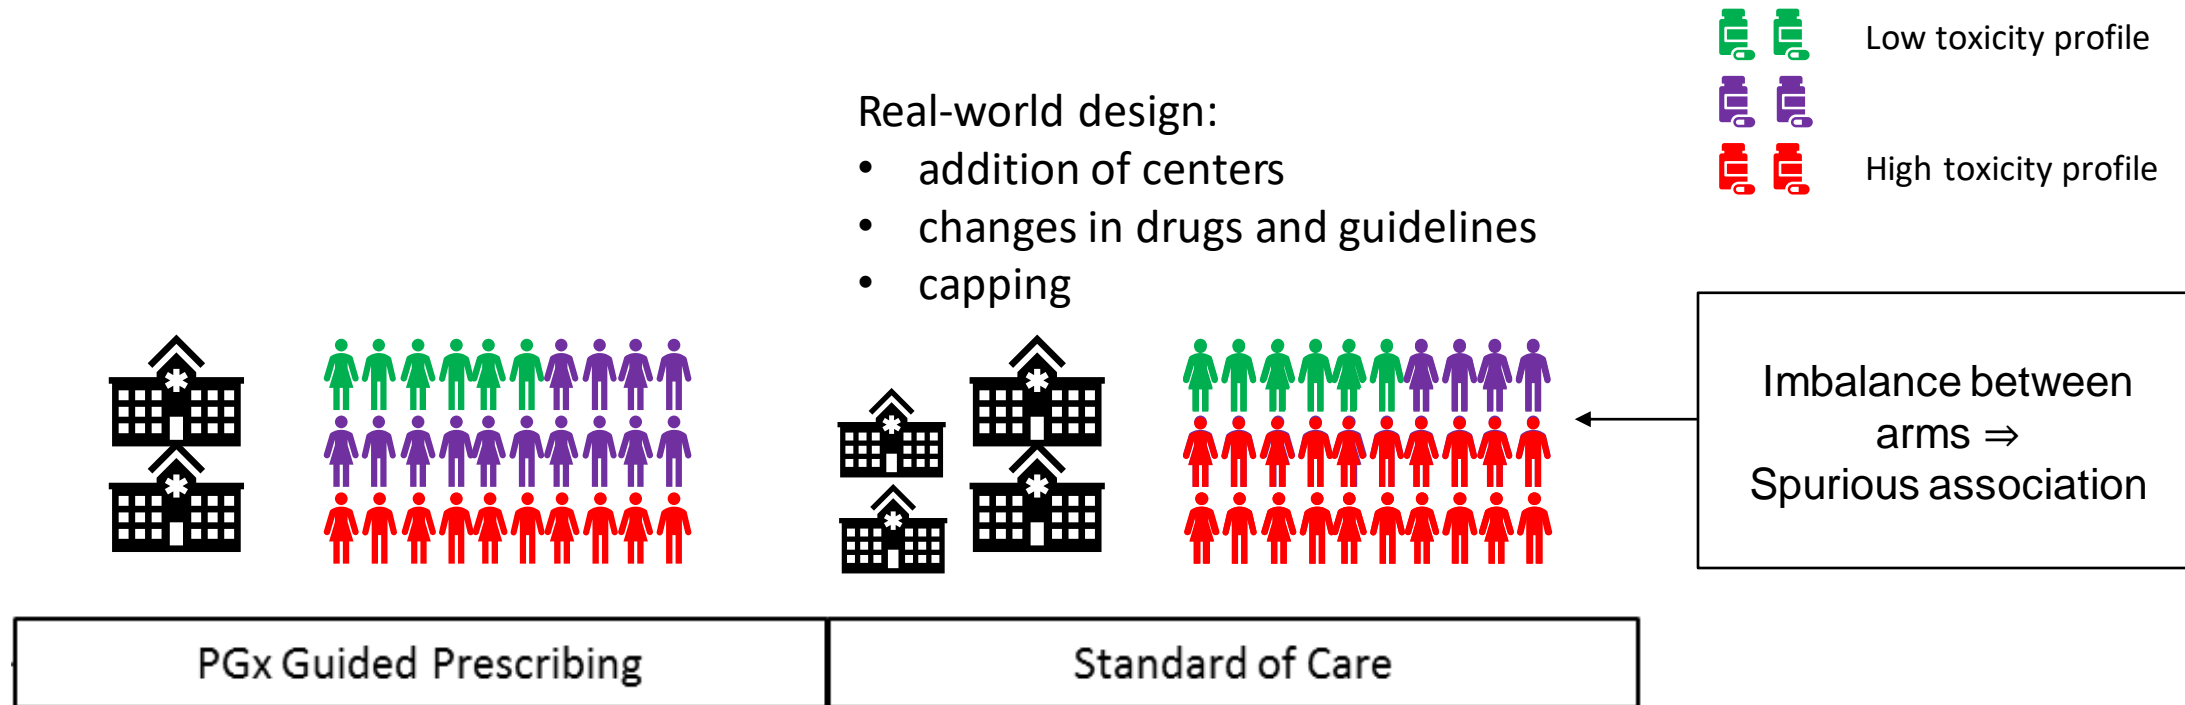 Low toxicity profile
High toxicity profile
Real-world design:
• addition of centers
• changes in drugs and guidelines
• capping
Imbalance between
arms ⇒
Spurious association
PGx Guided Prescribing
Standard of Care